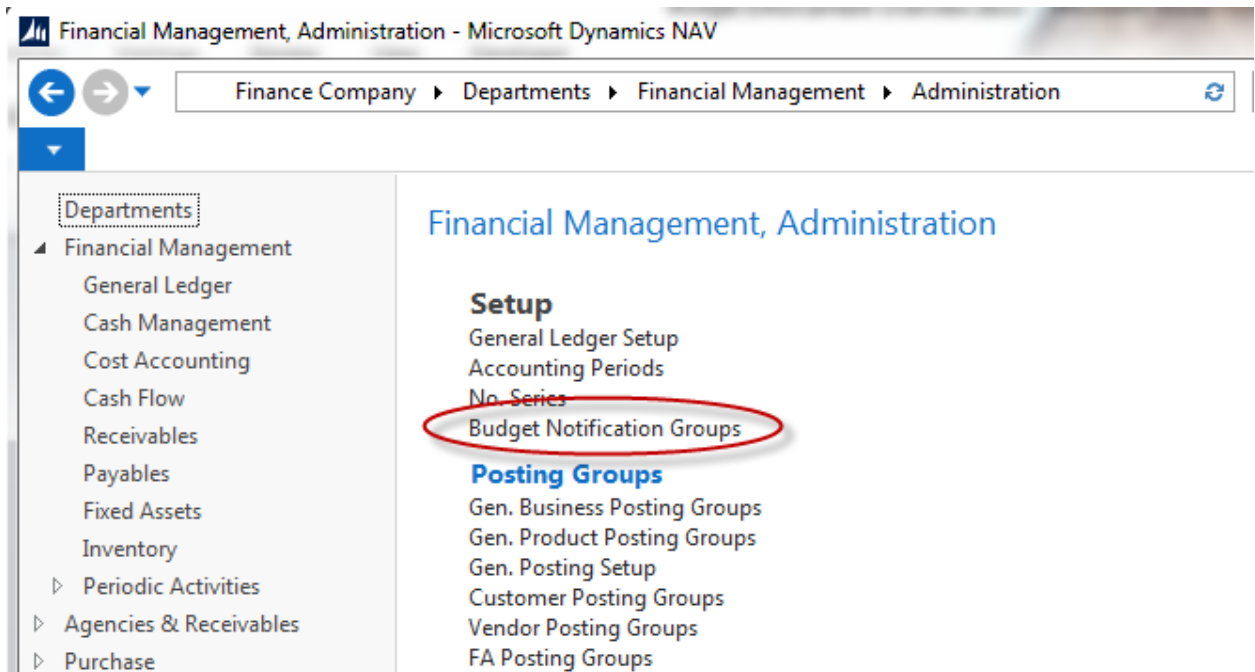 Financial Management, Administration - Microsoft Dynamics NAV
Finance Company ▸ Departments ▸ Financial Management ▸ Administration
Departments
Financial Management
General Ledger
Cash Management
Cost Accounting
Cash Flow
Receivables
Payables
Fixed Assets
Inventory
Periodic Activities
Agencies & Receivables
Purchase
Financial Management, Administration
Setup
General Ledger Setup
Accounting Periods
No. Series
Budget Notification Groups
Posting Groups
Gen. Business Posting Groups
Gen. Product Posting Groups
Gen. Posting Setup
Customer Posting Groups
Vendor Posting Groups
FA Posting Groups